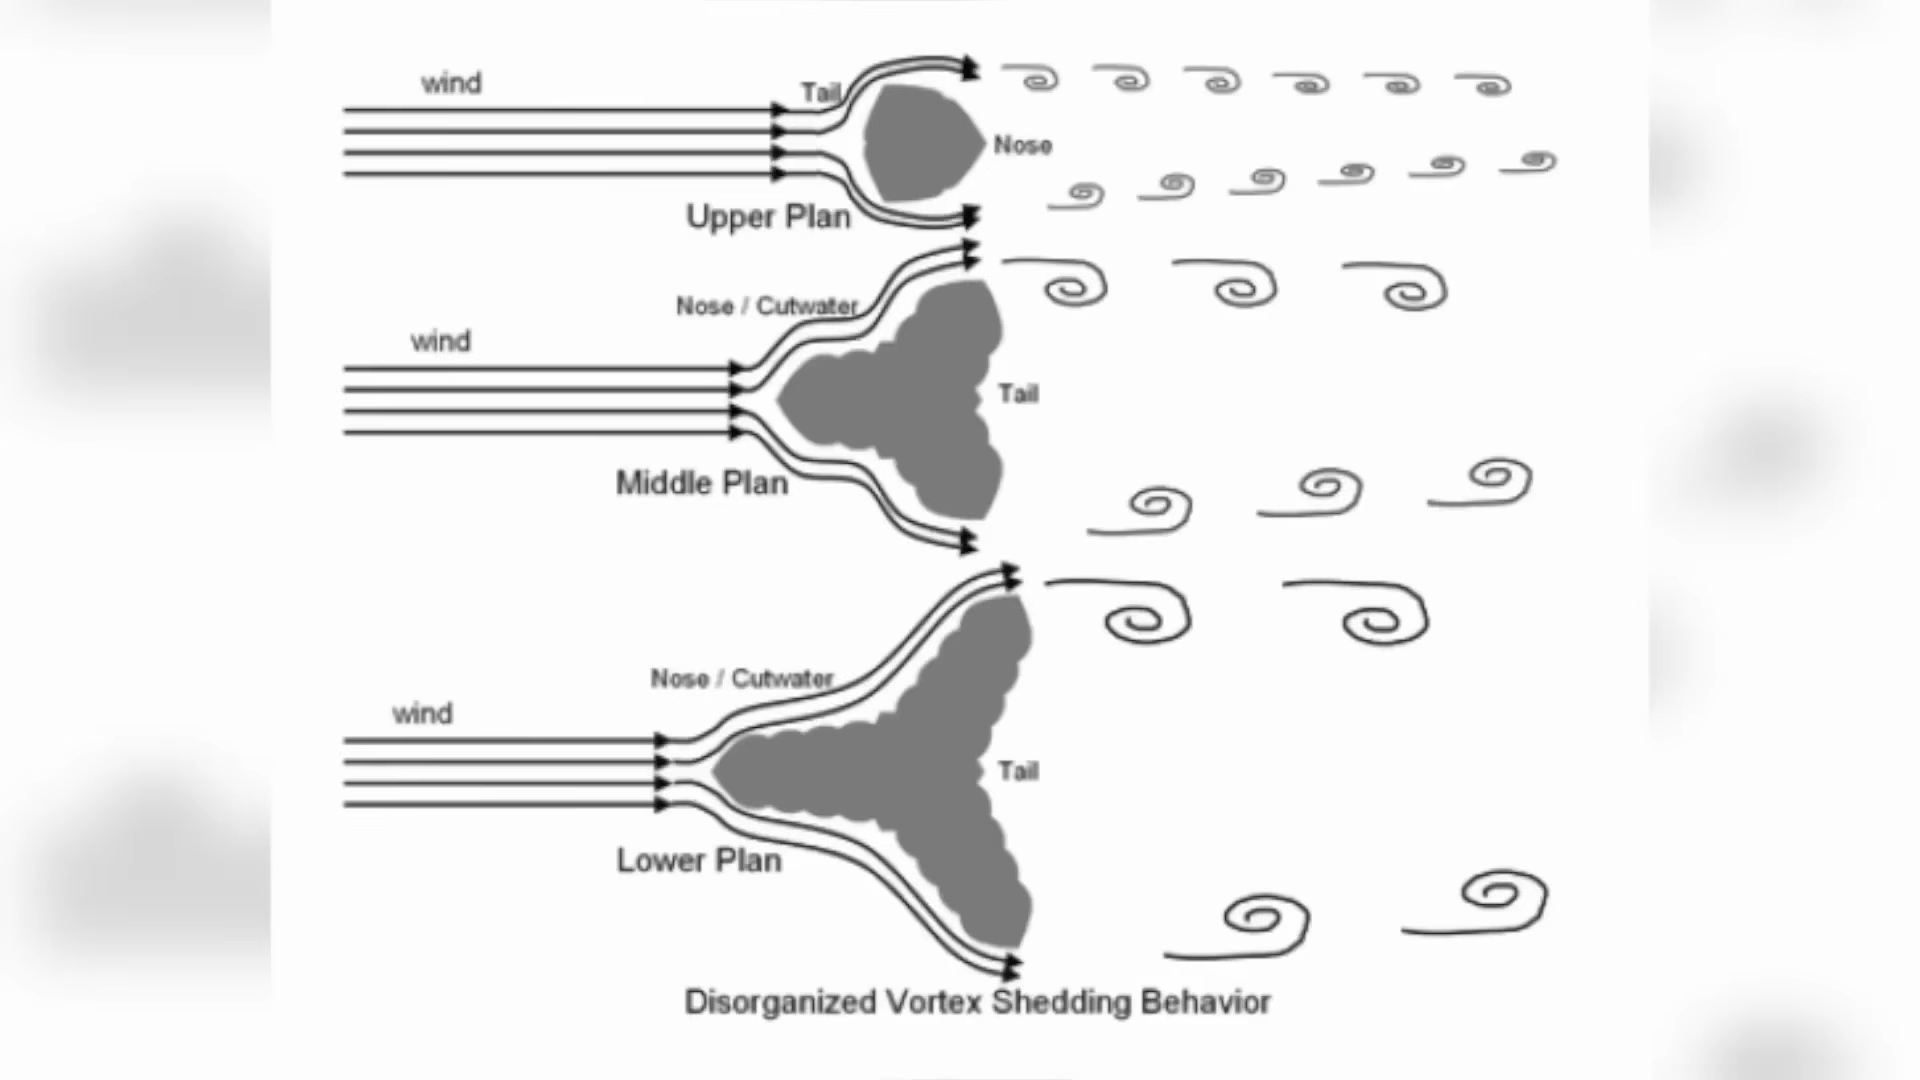 wind
Tail
Nose
Upper Plan
Nose / Cutwater
wind
Tail
Middle Plan
Nose / Cutwater
wind
Tail
Lower Plan
Disorganized Vortex Shedding Behavior